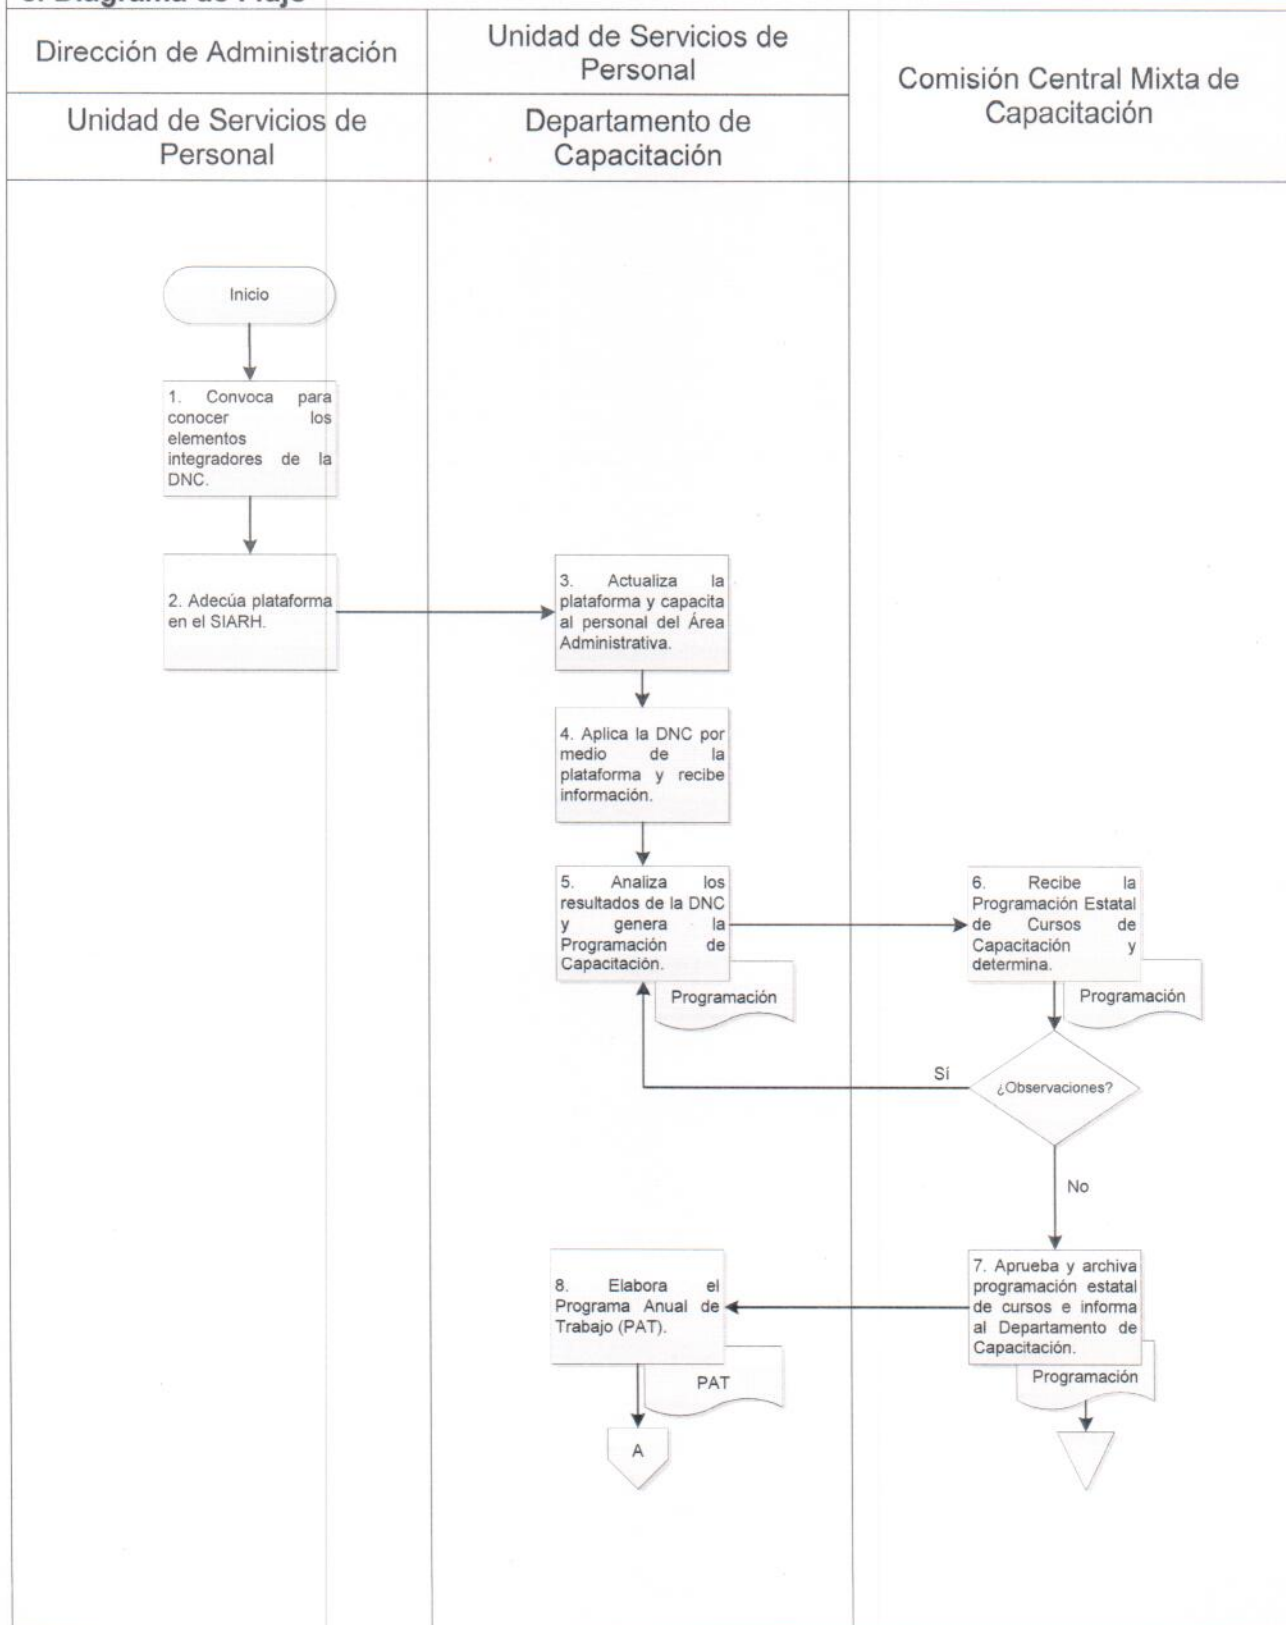 Dirección de Administración
Unidad de Servicios de
Personal
Comisión Central Mixta de
Capacitación
Unidad de Servicios de
Personal
Departamento de
Capacitación
Inicio
1. Convoca para
conocer los
elementos
integradores de la
DNC.
2. Adecúa plataforma
en el SIARH.
3. Actualiza la
plataforma y capacita
al personal del Área
Administrativa.
4. Aplica la DNC por
medio de la
plataforma y recibe
información.
5. Analiza los
resultados de la DNC
y genera la
Programación de
Capacitación.
Programación
6. Recibe la
Programación Estatal
de Cursos de
Capacitación y
determina.
Programación
¿Observaciones?
Sí
No
7. Aprueba y archiva
programación estatal
de cursos e informa
al Departamento de
Capacitación.
Programación
8. Elabora el
Programa Anual de
Trabajo (PAT).
PAT
A